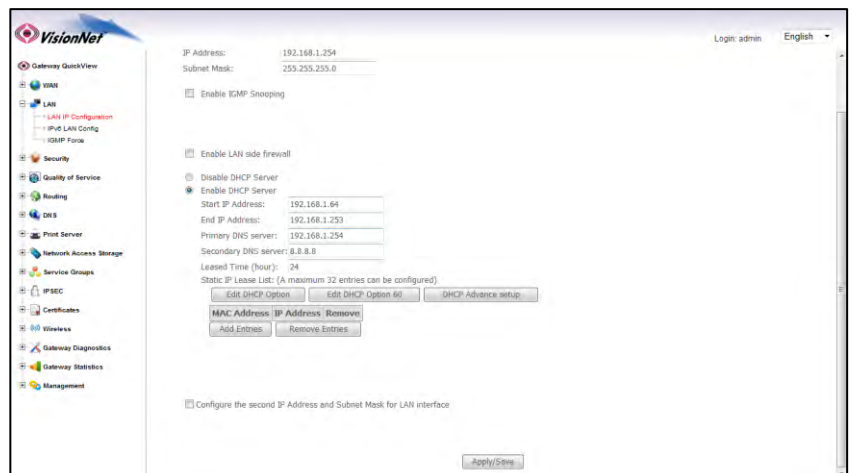 VisionNet
Login: admin
English
Gateway QuickView
WAN
LAN
LAN IP Configuration
IPv6 LAN Config
IGMP Force
Security
Quality of Service
Routing
DNS
Print Server
Network Access Storage
Service Groups
IPSEC
Certificates
Wireless
Gateway Diagnostics
Gateway Statistics
Management
IP Address: 192.168.1.254
Subnet Mask: 255.255.255.0
Enable IGMP Snooping
Enable LAN side firewall
Disable DHCP Server
Enable DHCP Server
Start IP Address: 192.168.1.64
End IP Address: 192.168.1.253
Primary DNS server: 192.168.1.254
Secondary DNS server: 8.8.8.8
Leased Time (hour): 24
Static IP Lease List: (A maximum 32 entries can be configured)
Edit DHCP Option Edit DHCP Option 60 DHCP Advance setup
MAC Address IP Address Remove
Add Entries Remove Entries
Configure the second IP Address and Subnet Mask for LAN interface
Apply/Save